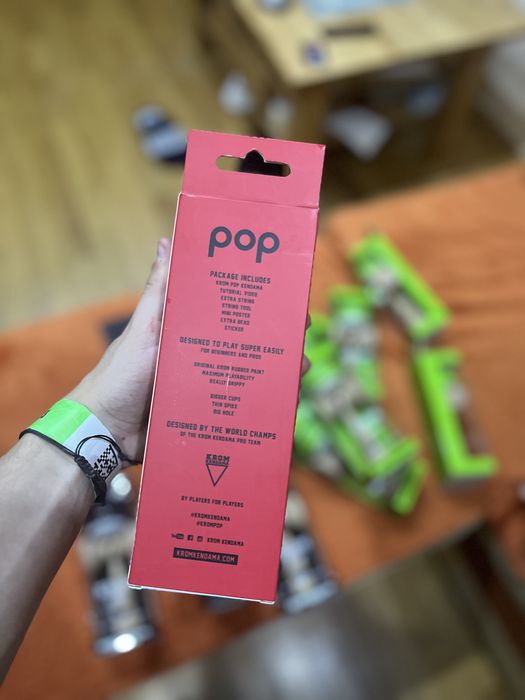 pop
PACKAGE INCLUDES
KROM POP KENDAMA
TUTORIAL VIDEO
EXTRA STRING
STRING TOOL
MINI POSTER
EXTRA BEAD
STICKER
DESIGNED TO PLAY SUPER EASILY
FOR BEGINNERS AND PROS
ORIGINAL KROM RUBBER PAINT
MAXIMUM PLAYABILITY
REALLY GRIPPY
BIGGER CUPS
THIN SPIKE
BIG HOLE
DESIGNED BY THE WORLD CHAMPS
OF THE KROM KENDAMA PRO TEAM
KROM
KENDAMA
BY PLAYERS FOR PLAYERS
#KROMKENDAMA
#KROMPOP
YouTube KROM KENDAMA
KROMKENDAMA.COM